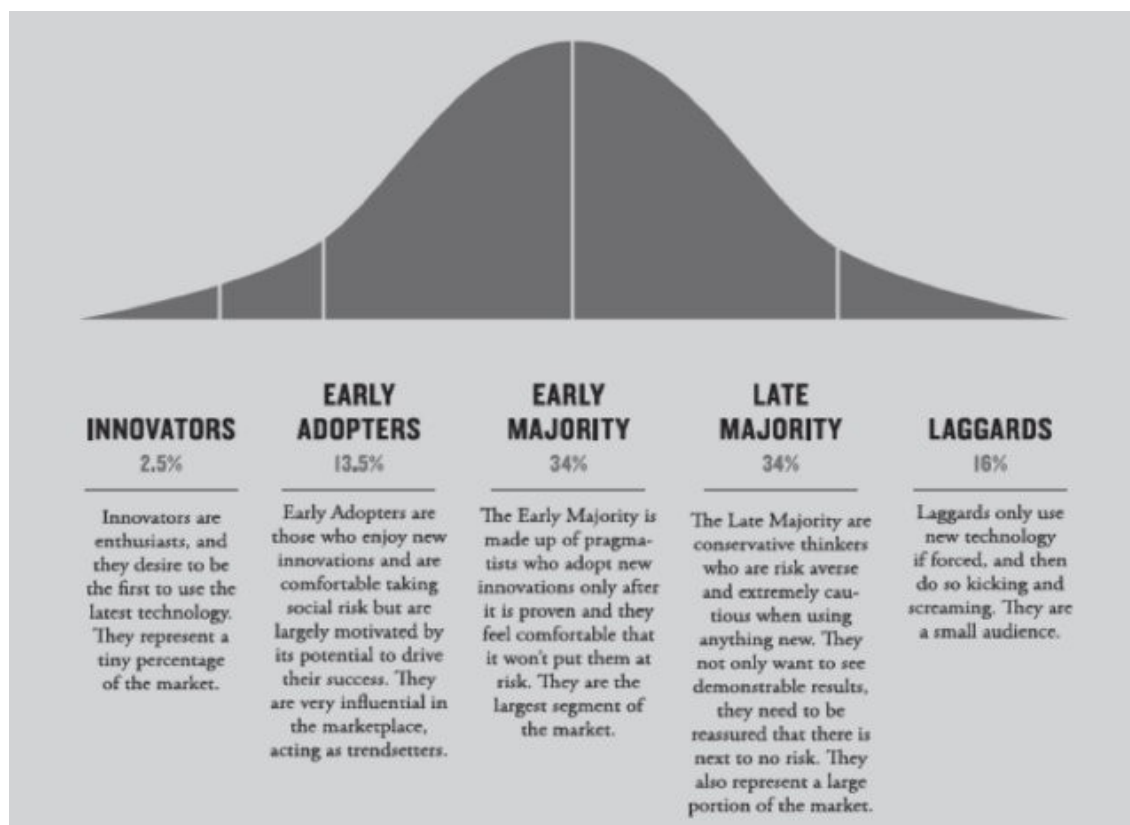 INNOVATORS
2.5%
Innovators are
enthusiasts, and
they desire to be
the first to use the
latest technology.
They represent a
tiny percentage
of the market.
EARLY
ADOPTERS
13.5%
Early Adopters are
those who enjoy new
innovations and are
comfortable taking
social risk but are
largely motivated by
its potential to drive
their success. They
are very influential in
the marketplace,
acting as trendsetters.
EARLY
MAJORITY
34%
The Early Majority is
made up of pragma-
tists who adopt new
innovations only after
it is proven and they
feel comfortable that
it won't put them at
risk. They are the
largest segment of
the market.
LATE
MAJORITY
34%
The Late Majority are
conservative thinkers
who are risk averse
and extremely cau-
tious when using
anything new. They
not only want to see
demonstrable results,
they need to be
reassured that there is
next to no risk. They
also represent a large
portion of the market.
LAGGARDS
16%
Laggards only use
new technology
if forced, and then
do so kicking and
screaming. They are
a small audience.